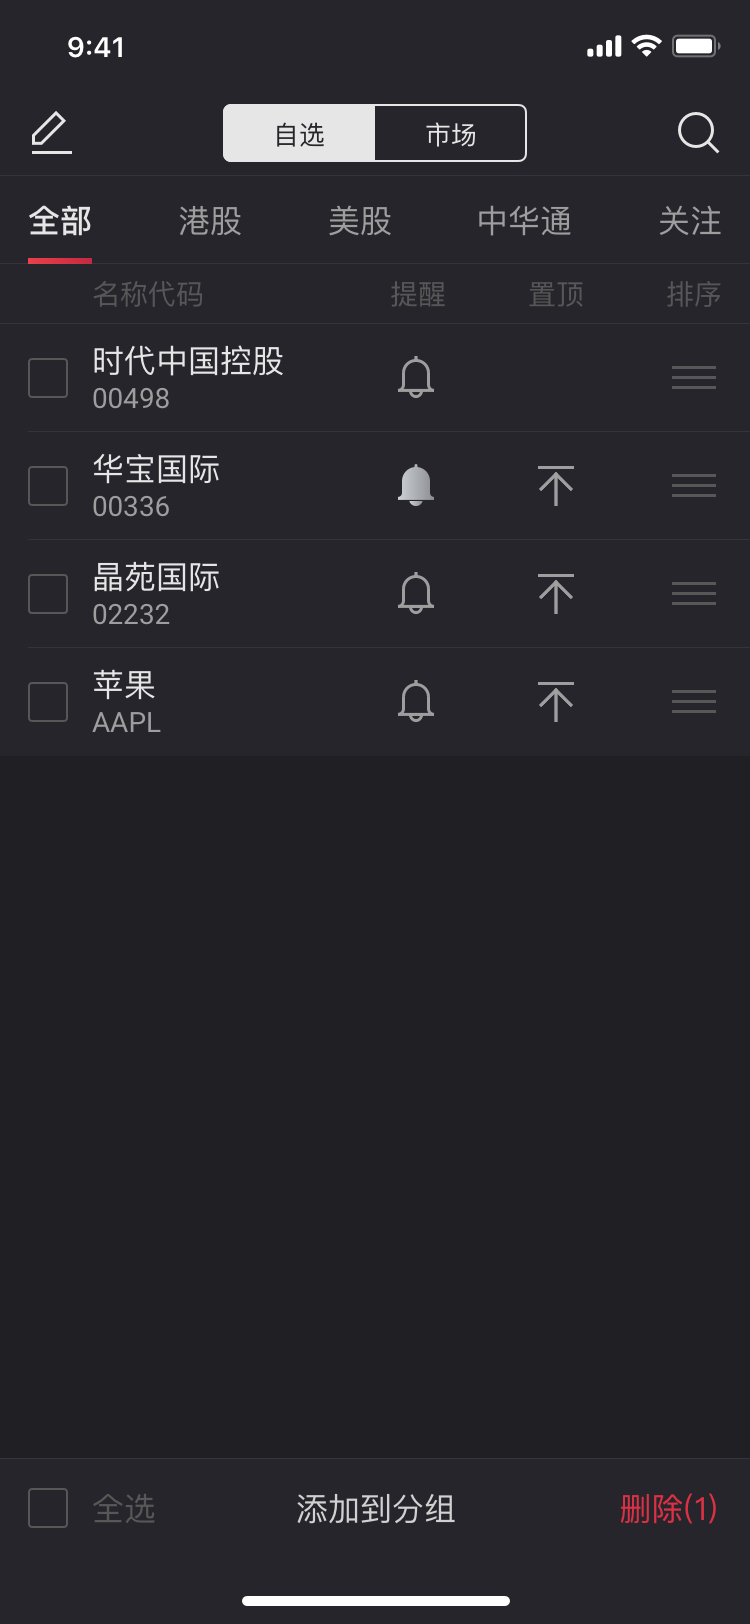 9:41
自选 市场
全部 港股 美股 中华通 关注
名称代码 提醒 置顶 排序
时代中国控股
00498
华宝国际
00336
晶苑国际
02232
苹果
AAPL
全选 添加到分组 删除(1)